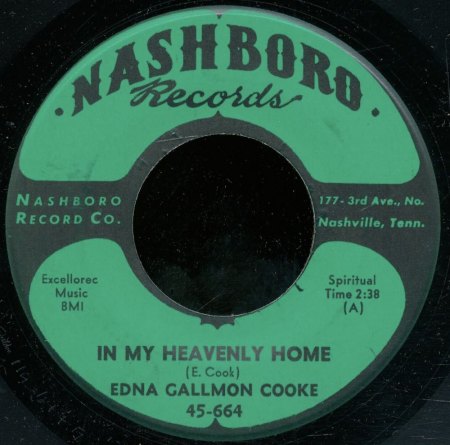 ·NASHBORO·
Records
NASHBORO
RECORD CO.
177-3rd Ave., No.
Nashville, Tenn.
Excellorec
Music
BMI
Spiritual
Time 2:38
(A)
IN MY HEAVENLY HOME
(E. Cook)
EDNA GALLMON COOKE
45-664